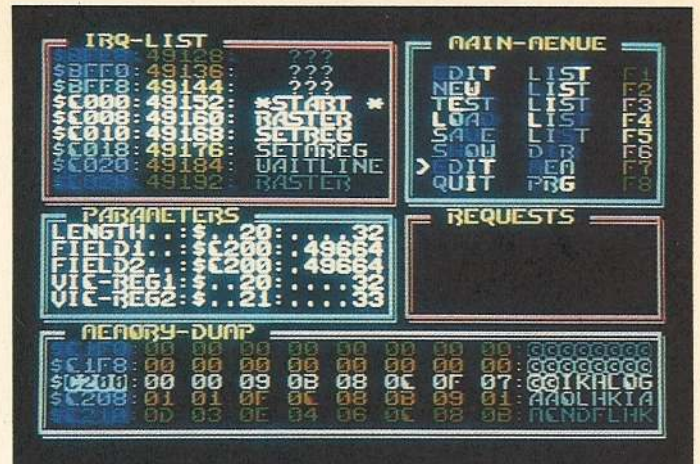 IRQ-LIST
49128: ???
$BFF0: 49136: ???
$BFF8: 49144: ???
$C000: 49152: *START *
$C008: 49160: RASTER
$C010: 49168: SETREG
$C018: 49176: SETMREG
$C020: 49184: WAITLINE
49192: RASTER
MAIN-MENUE
EDIT LIST F1
NEW LIST F2
TEST LIST F3
LOAD LIST F4
SAVE LIST F5
SHOW DIR F6
> EDIT MEM F7
QUIT PRG F8
PARAMETERS
LENGTH..:$..20:.....32
FIELD1..:$C200:..49664
FIELD2..:$C200:..49664
VIC-REG1:$..20:.....32
VIC-REG2:$..21:.....33
REQUESTS
MEMORY-DUMP
00 00 00 00 00 00 00 00:@@@@@@@@
$C1F8: 00 00 00 00 00 00 00 00:@@@@@@@@
$C200: 00 00 09 0B 08 0C 0F 07:@@IKHLOG
$C208: 01 01 0F 0C 08 0B 09 01:AAOLHKIA
0D 03 0E 04 06 0C 08 0B:MCNDFLHK